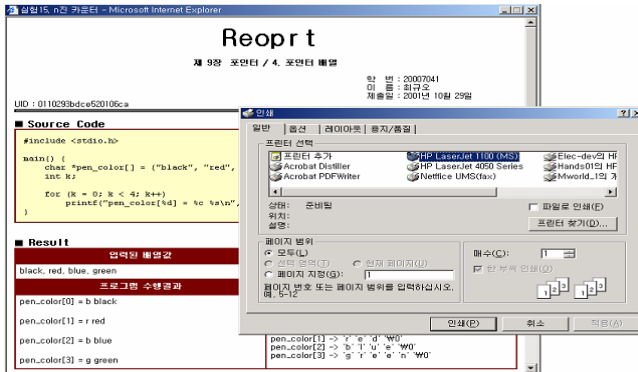 실험15, n진 카운터 - Microsoft Internet Explorer
Reoprt
제 9장 포인터 / 4. 포인터 배열
학 번 : 20007041
이 름 : 최규오
제출일 : 2001년 10월 29일
UID : 0110293bdce520106ca
■ Source Code
#include <stdio.h>
main() {
char *pen_color[] = {"black", "red",
int k;
for (k = 0; k < 4; k++)
printf("pen_color[%d] = %c %s\n",
}
■ Result
입력된 배열값
black, red, blue, green
프로그램 수행결과
pen_color[0] = b black
pen_color[1] = r red
pen_color[2] = b blue
pen_color[3] = g green
pen_color[1] -> 'r' 'e' 'd' '₩0'
pen_color[2] -> 'b' 'l' 'u' 'e' '₩0'
pen_color[3] -> 'g' 'r' 'e' 'e' 'n' '₩0'
인쇄
일반 옵션 레이아웃 용지/품질
프린터 선택
프린터 추가
HP LaserJet 1100 (MS)
Elec-dev의 HF
Acrobat Distiller
HP LaserJet 4050 Series
Hands01의 HP
Acrobat PDFWriter
Netffice UMS(fax)
Mworld_1의 가
상태: 준비됨
위치:
설명:
파일로 인쇄(F)
프린터 찾기(D)...
페이지 범위
모두(L)
선택 영역(T) 현재 페이지(U)
페이지 지정(G): 1
페이지 번호 또는 페이지 범위를 입력하십시오.
예, 5-12
매수(C): 1
한 부씩 인쇄(O)
1 2 3 1 2 3
인쇄(P) 취소 적용(A)